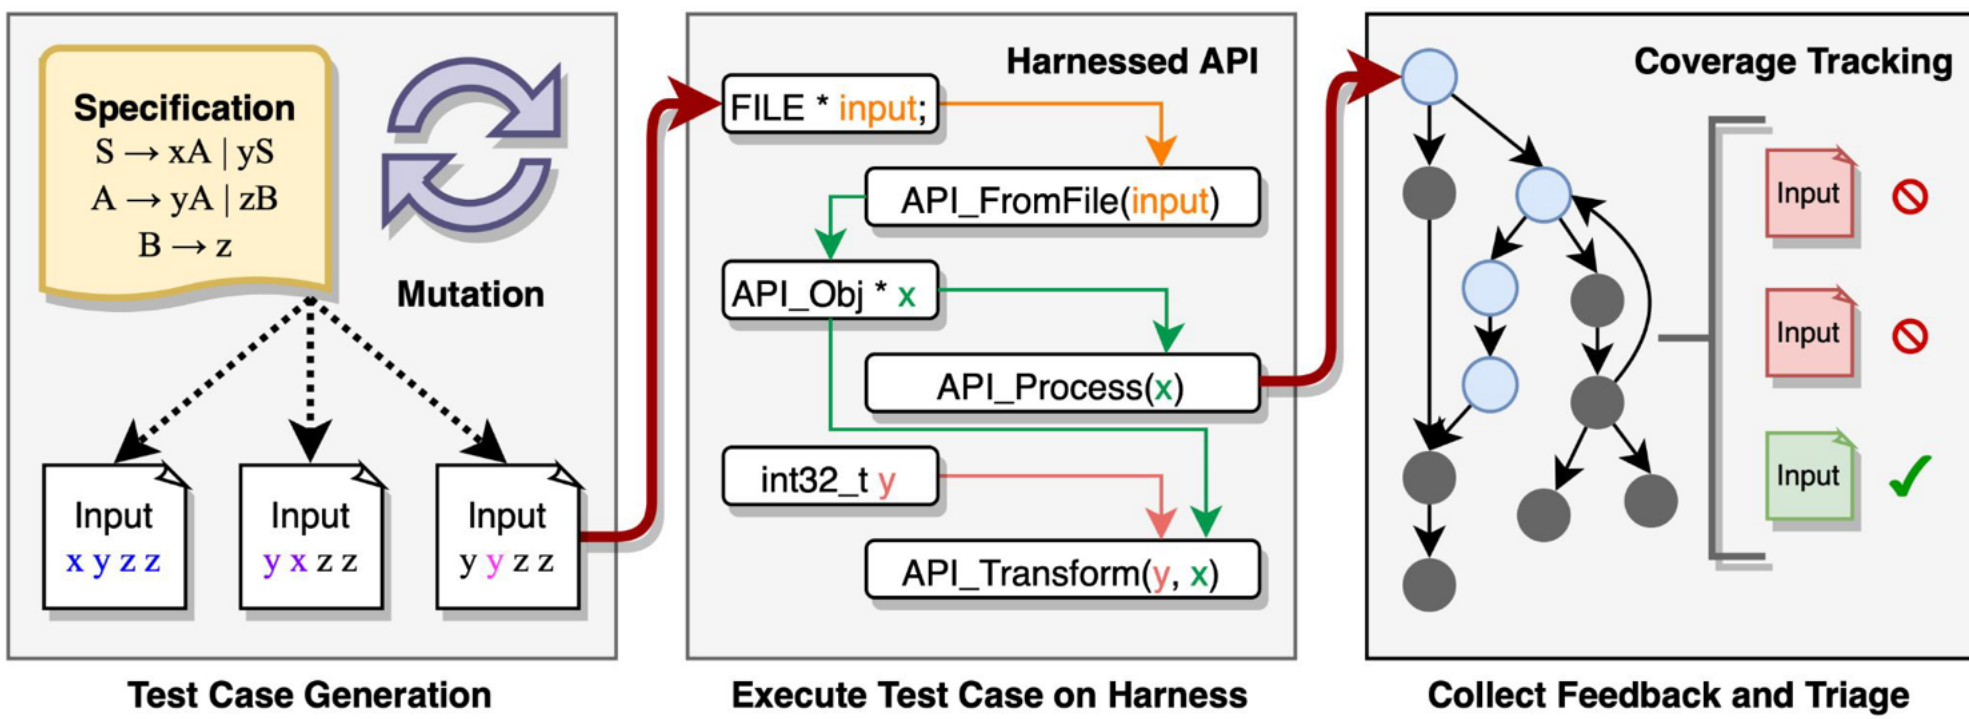 Specification
S → xA | yS
A → yA | zB
B → z
Mutation
Input
x y z z
Input
y x z z
Input
y y z z
Test Case Generation
Harnessed API
FILE * input;
API_FromFile(input)
API_Obj * x
API_Process(x)
int32_t y
API_Transform(y, x)
Execute Test Case on Harness
Coverage Tracking
Input
Input
Input
Collect Feedback and Triage